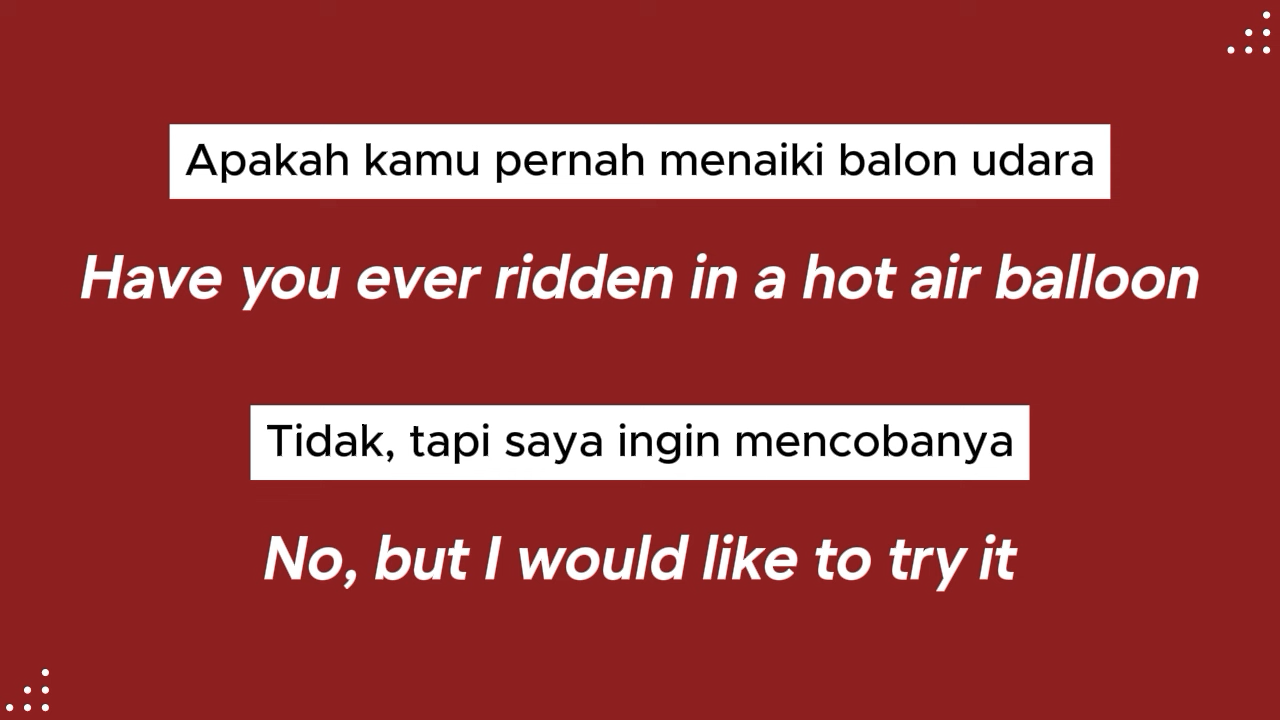 Apakah kamu pernah menaiki balon udara
Have you ever ridden in a hot air balloon
Tidak, tapi saya ingin mencobanya
No, but I would like to try it